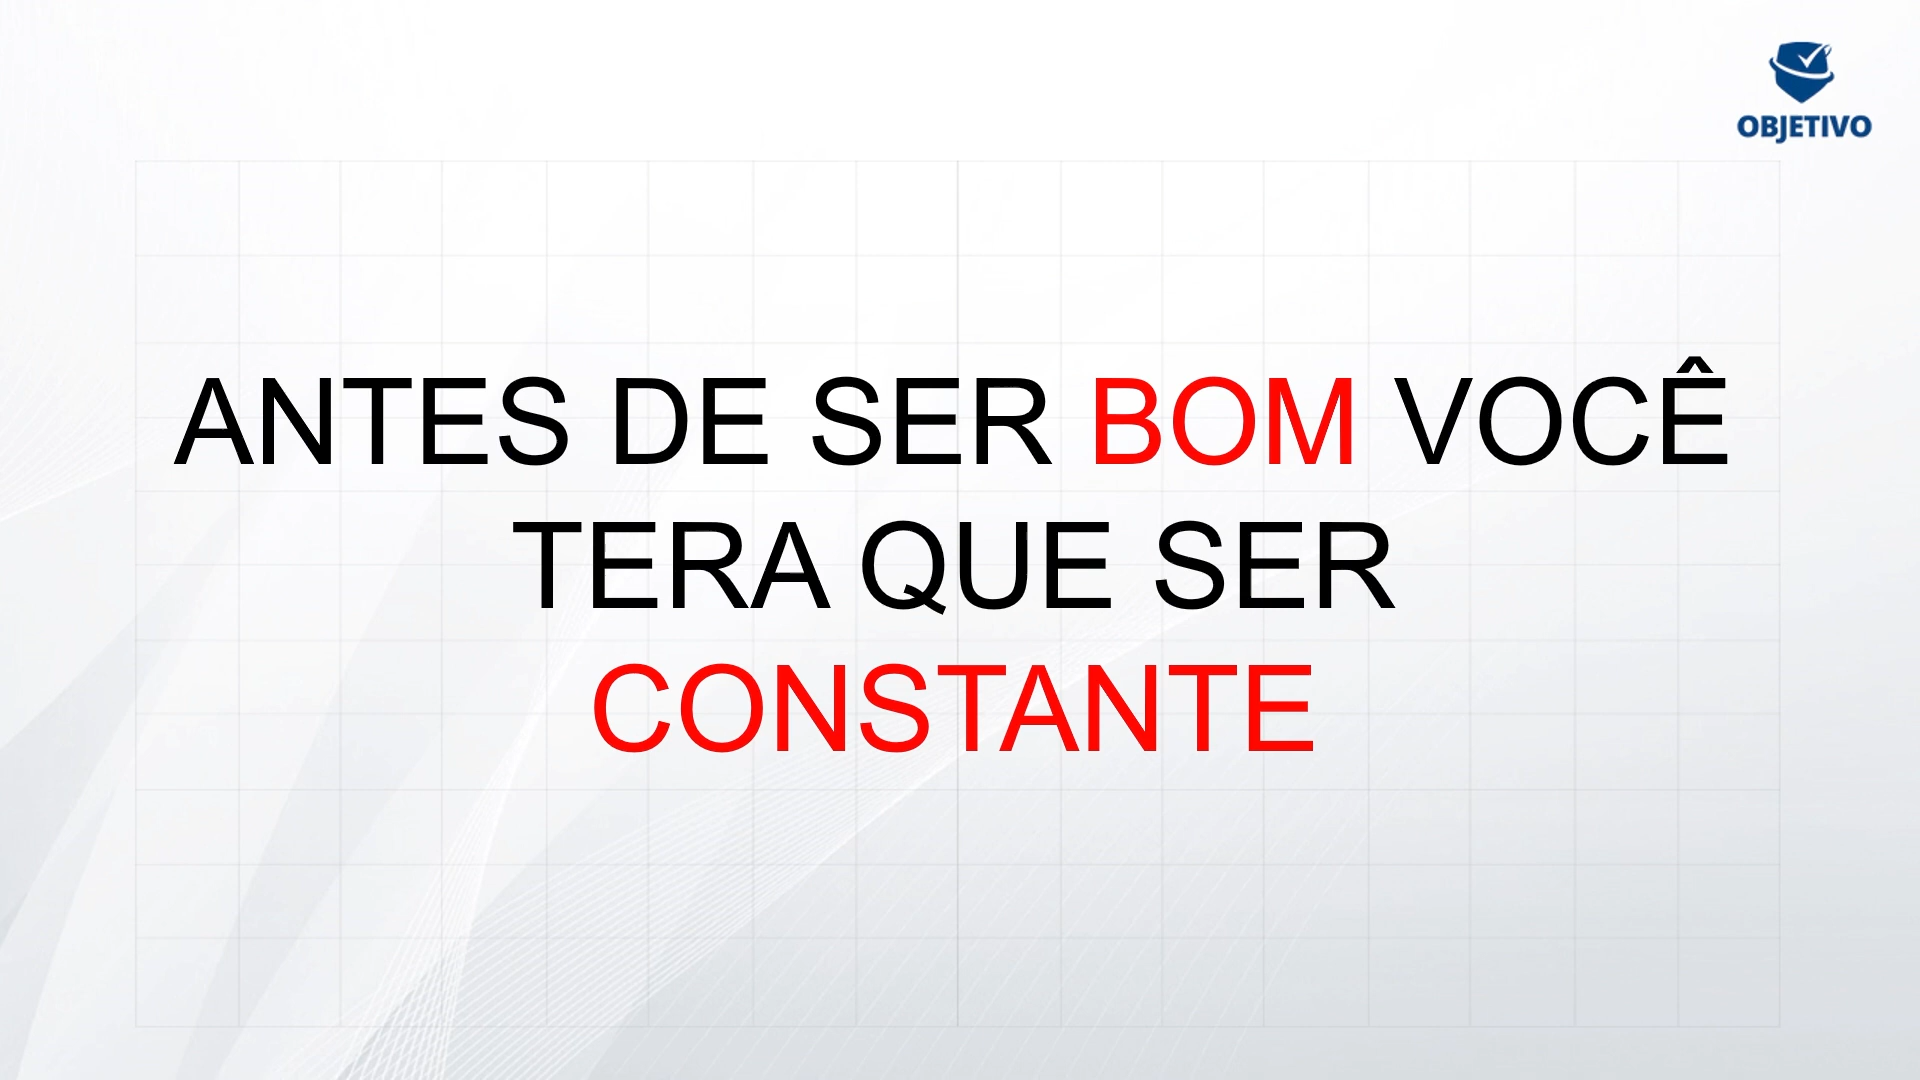 OBJETIVO
ANTES DE SER BOM VOCÊ
TERA QUE SER
CONSTANTE